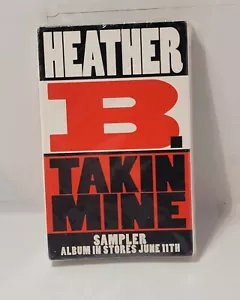 HEATHER
B.
TAKIN
MINE
SAMPLER
ALBUM IN STORES JUNE 11TH